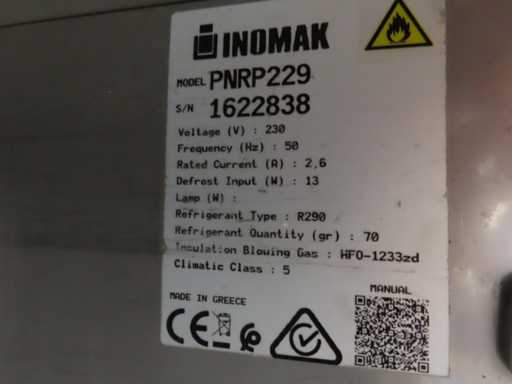 INOMAK
MODEL PNRP229
S/N 1622838
Voltage (V) : 230
Frequency (Hz) : 50
Rated Current (A) : 2,6
Defrost Input (W) : 13
Lamp (W) :
Refrigerant Type : R290
Refrigerant Quantity (gr) : 70
Insulation Blowing Gas : HFO-1233zd
Climatic Class : 5
MANUAL
MADE IN GREECE
CE